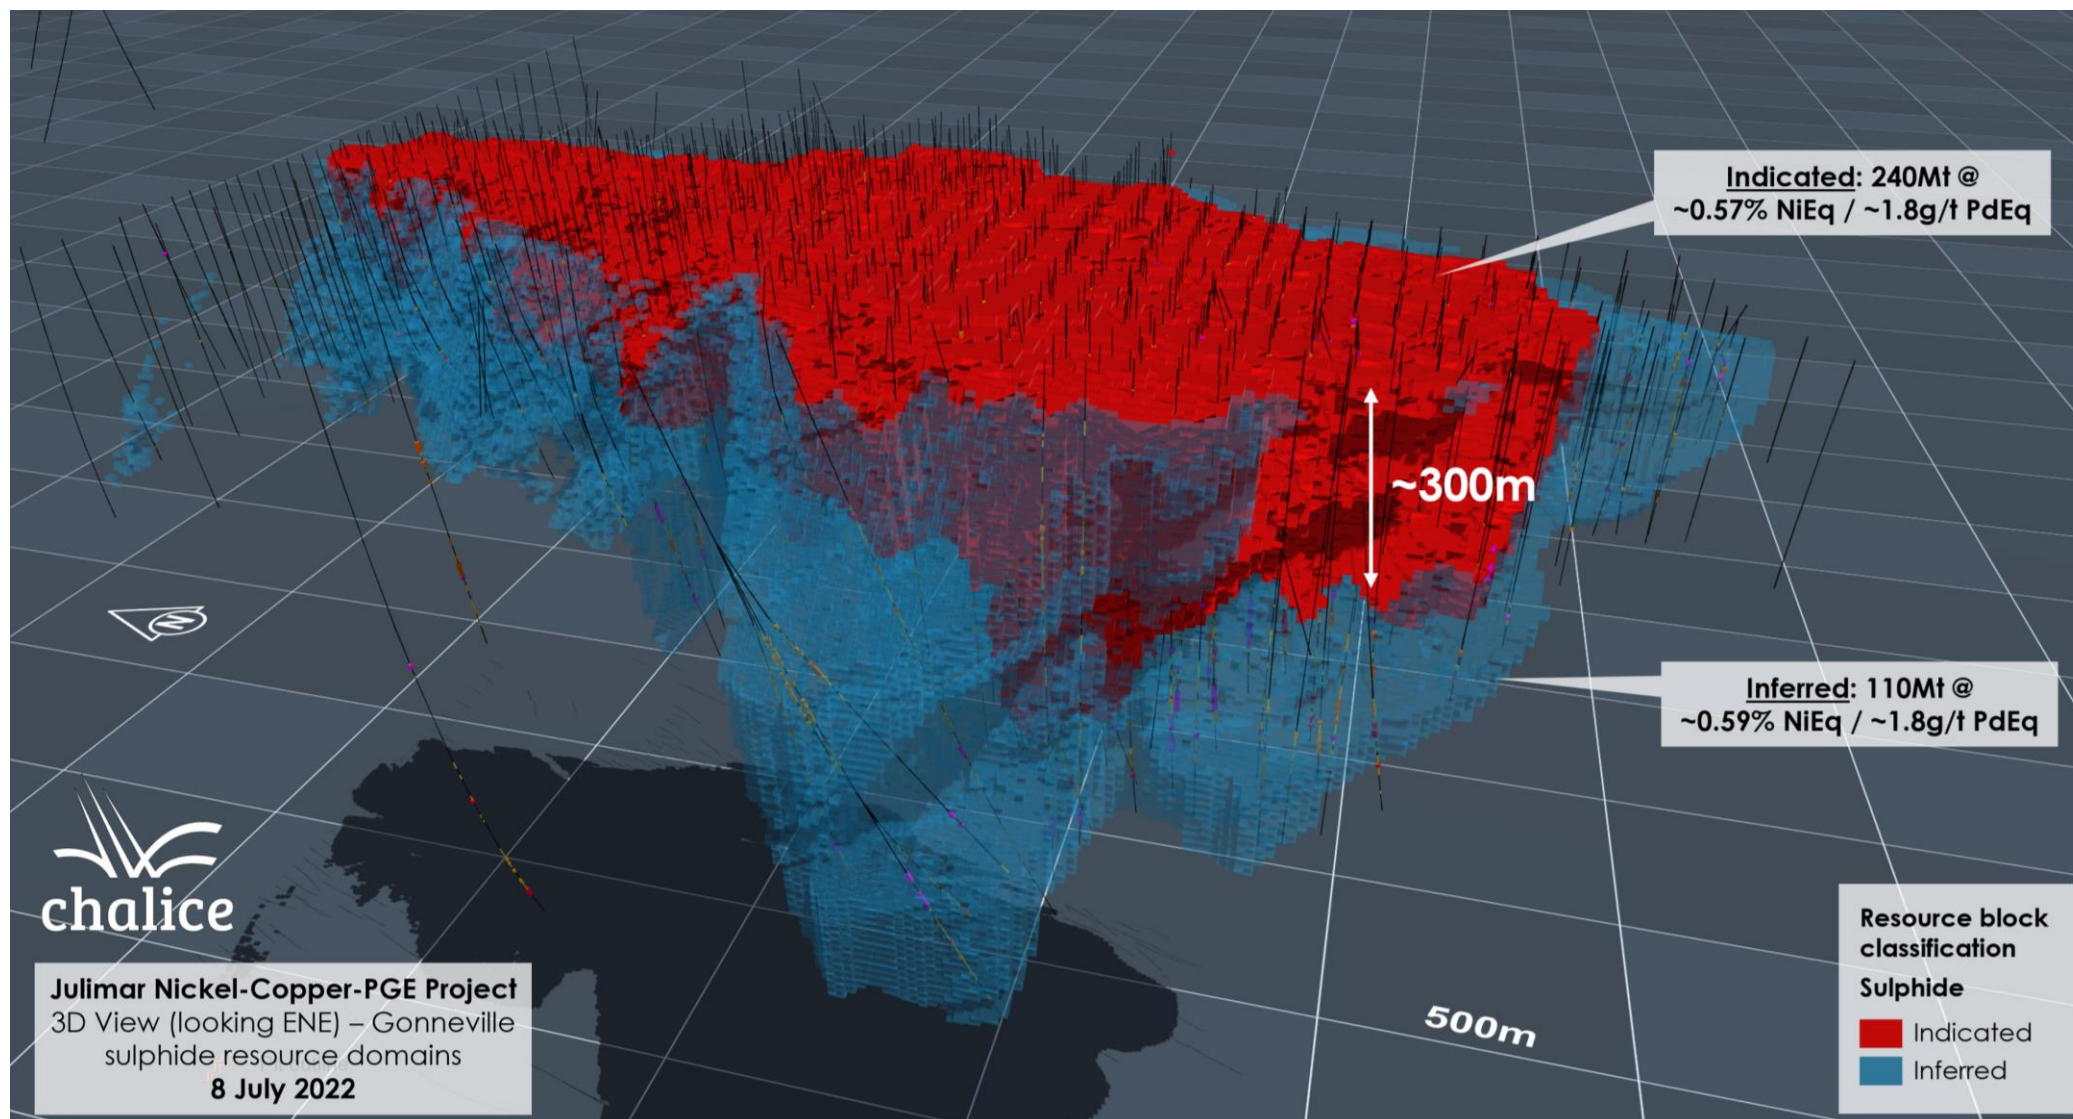 Indicated: 240Mt @
~0.57% NiEq / ~1.8g/t PdEq
~300m
Inferred: 110Mt @
~0.59% NiEq / ~1.8g/t PdEq
N
chalice
Julimar Nickel-Copper-PGE Project
3D View (looking ENE) – Gonneville
sulphide resource domains
8 July 2022
500m
Resource block
classification
Sulphide
Indicated
Inferred